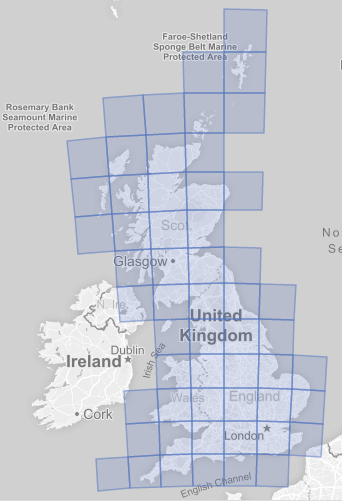 Faroe-Shetland
Sponge Belt Marine
Protected Area
Rosemary Bank
Seamount Marine
Protected Area
Scot
No
Se
Glasgow
N. Ire
United
Kingdom
Dublin
Ireland
Irish Sea
Wales
England
Cork
London
English Channel